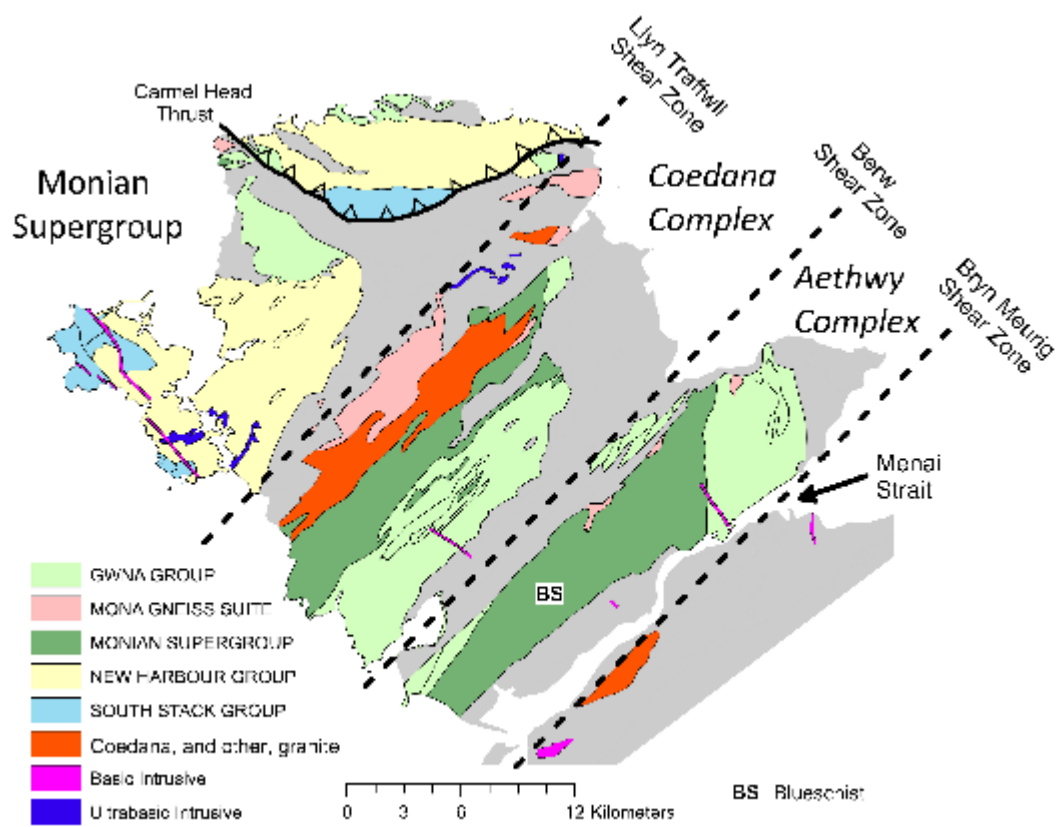 Llyn Traffwll
Shear Zone
Carmel Head
Thrust
Berw
Shear Zone
Monian
Supergroup
Coedana
Complex
Bryn Meurig
Shear Zone
Aethwy
Complex
Menai
Strait
GWNA GROUP
MONA GNEISS SUITE
MONIAN SUPERGROUP
NEW HARBOUR GROUP
SOUTH STACK GROUP
Coedana, and other, granite
Basic Intrusive
Ultrabasic Intrusive
BS
0 3 6 12 Kilometers
BS Blueschist